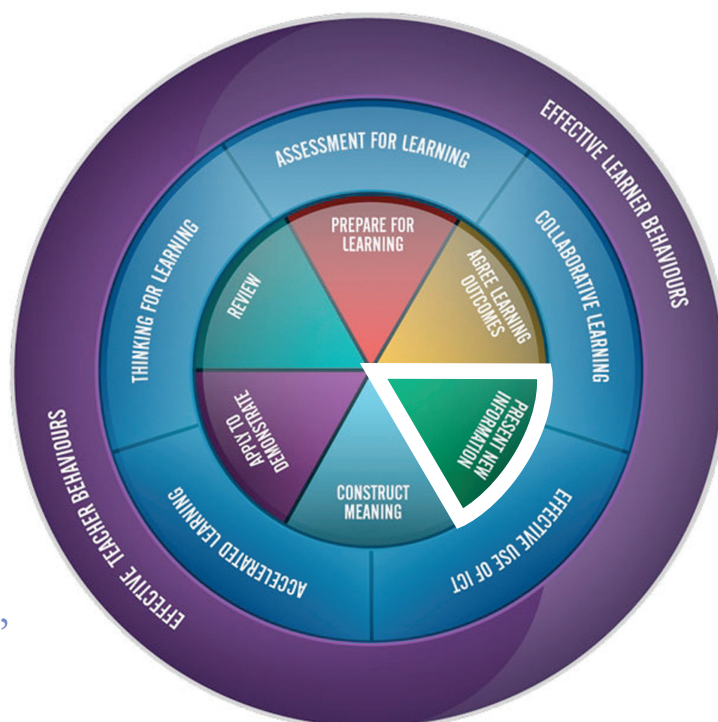 EFFECTIVE LEARNER BEHAVIOURS
ASSESSMENT FOR LEARNING
COLLABORATIVE LEARNING
EFFECTIVE USE OF ICT
ACCELERATED LEARNING
THINKING FOR LEARNING
PREPARE FOR
LEARNING
AGREE LEARNING
OUTCOMES
PRESENT NEW
INFORMATION
CONSTRUCT
MEANING
APPLY TO
DEMONSTRATE
REVIEW
EFFECTIVE TEACHER BEHAVIOURS
,